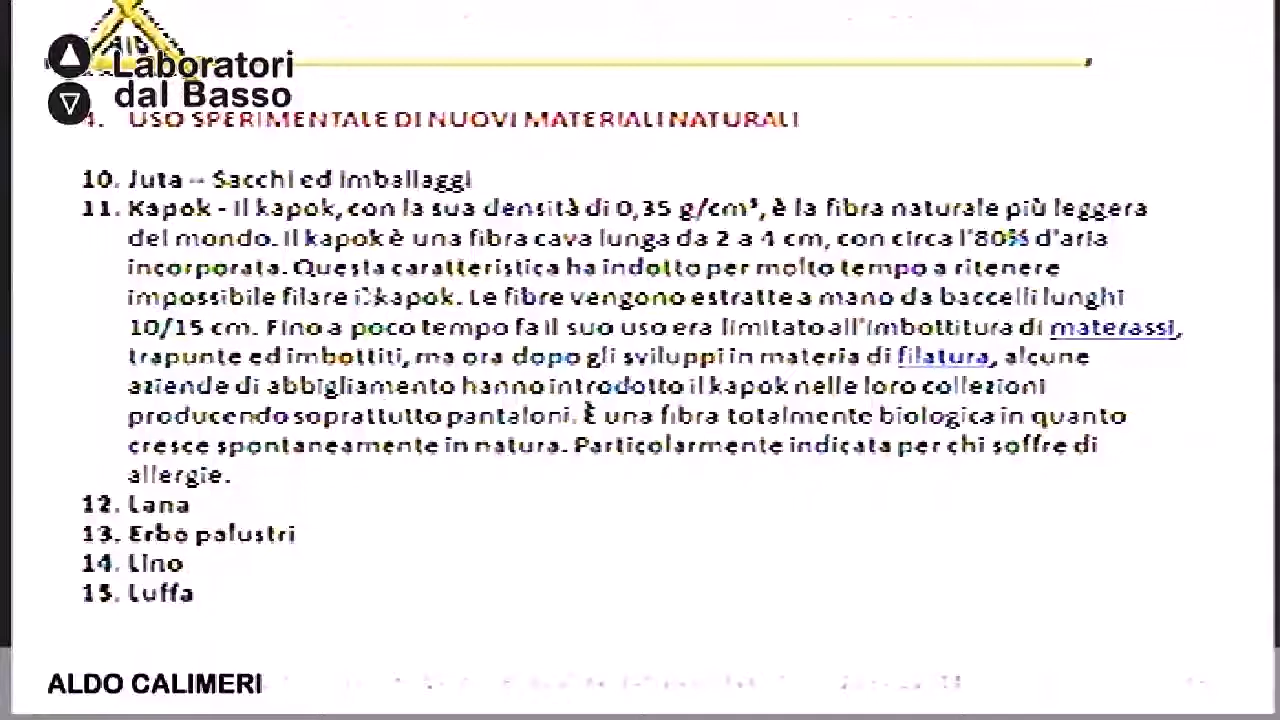 Laboratori
dal Basso
4. USO SPERIMENTALE DI NUOVI MATERIALI NATURALI
10. Juta – Sacchi ed imballaggi
11. Kapok - Il kapok, con la sua densità di 0,35 g/cm³, è la fibra naturale più leggera
del mondo. Il kapok è una fibra cava lunga da 2 a 4 cm, con circa l'80% d'aria
incorporata. Questa caratteristica ha indotto per molto tempo a ritenere
impossibile filare il kapok. Le fibre vengono estratte a mano da baccelli lunghi
10/15 cm. Fino a poco tempo fa il suo uso era limitato all'imbottitura di materassi,
trapunte ed imbottiti, ma ora dopo gli sviluppi in materia di filatura, alcune
aziende di abbigliamento hanno introdotto il kapok nelle loro collezioni
producendo soprattutto pantaloni. È una fibra totalmente biologica in quanto
cresce spontaneamente in natura. Particolarmente indicata per chi soffre di
allergie.
12. Lana
13. Erbe palustri
14. Lino
15. Luffa
ALDO CALIMERI